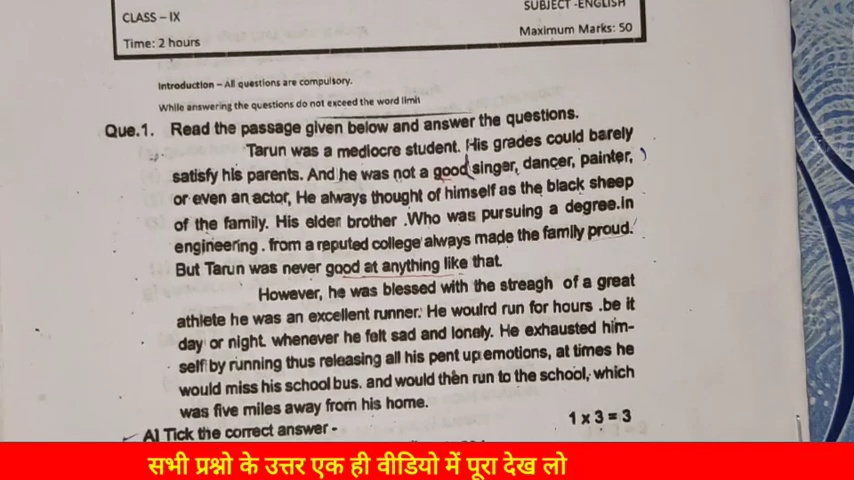 SUBJECT -ENGLISH
CLASS – IX
Maximum Marks: 50
Time: 2 hours
Introduction – All questions are compulsory.
While answering the questions do not exceed the word limit
Que.1. Read the passage given below and answer the questions.
Tarun was a mediocre student. His grades could barely
satisfy his parents. And he was not a good singer, dancer, painter,
or even an actor, He always thought of himself as the black sheep
of the family. His elder brother .Who was pursuing a degree.in
engineering . from a reputed college always made the family proud.
But Tarun was never good at anything like that.
However, he was blessed with the streagh of a great
athlete he was an excellent runner. He woulrd run for hours .be it
day or night. whenever he felt sad and lonely. He exhausted him-
self by running thus releasing all his pent up emotions, at times he
would miss his school bus. and would then run to the school, which
was five miles away from his home.
A] Tick the correct answer -
1 x 3 = 3
सभी प्रश्नो के उत्तर एक ही वीडियो में पूरा देख लो